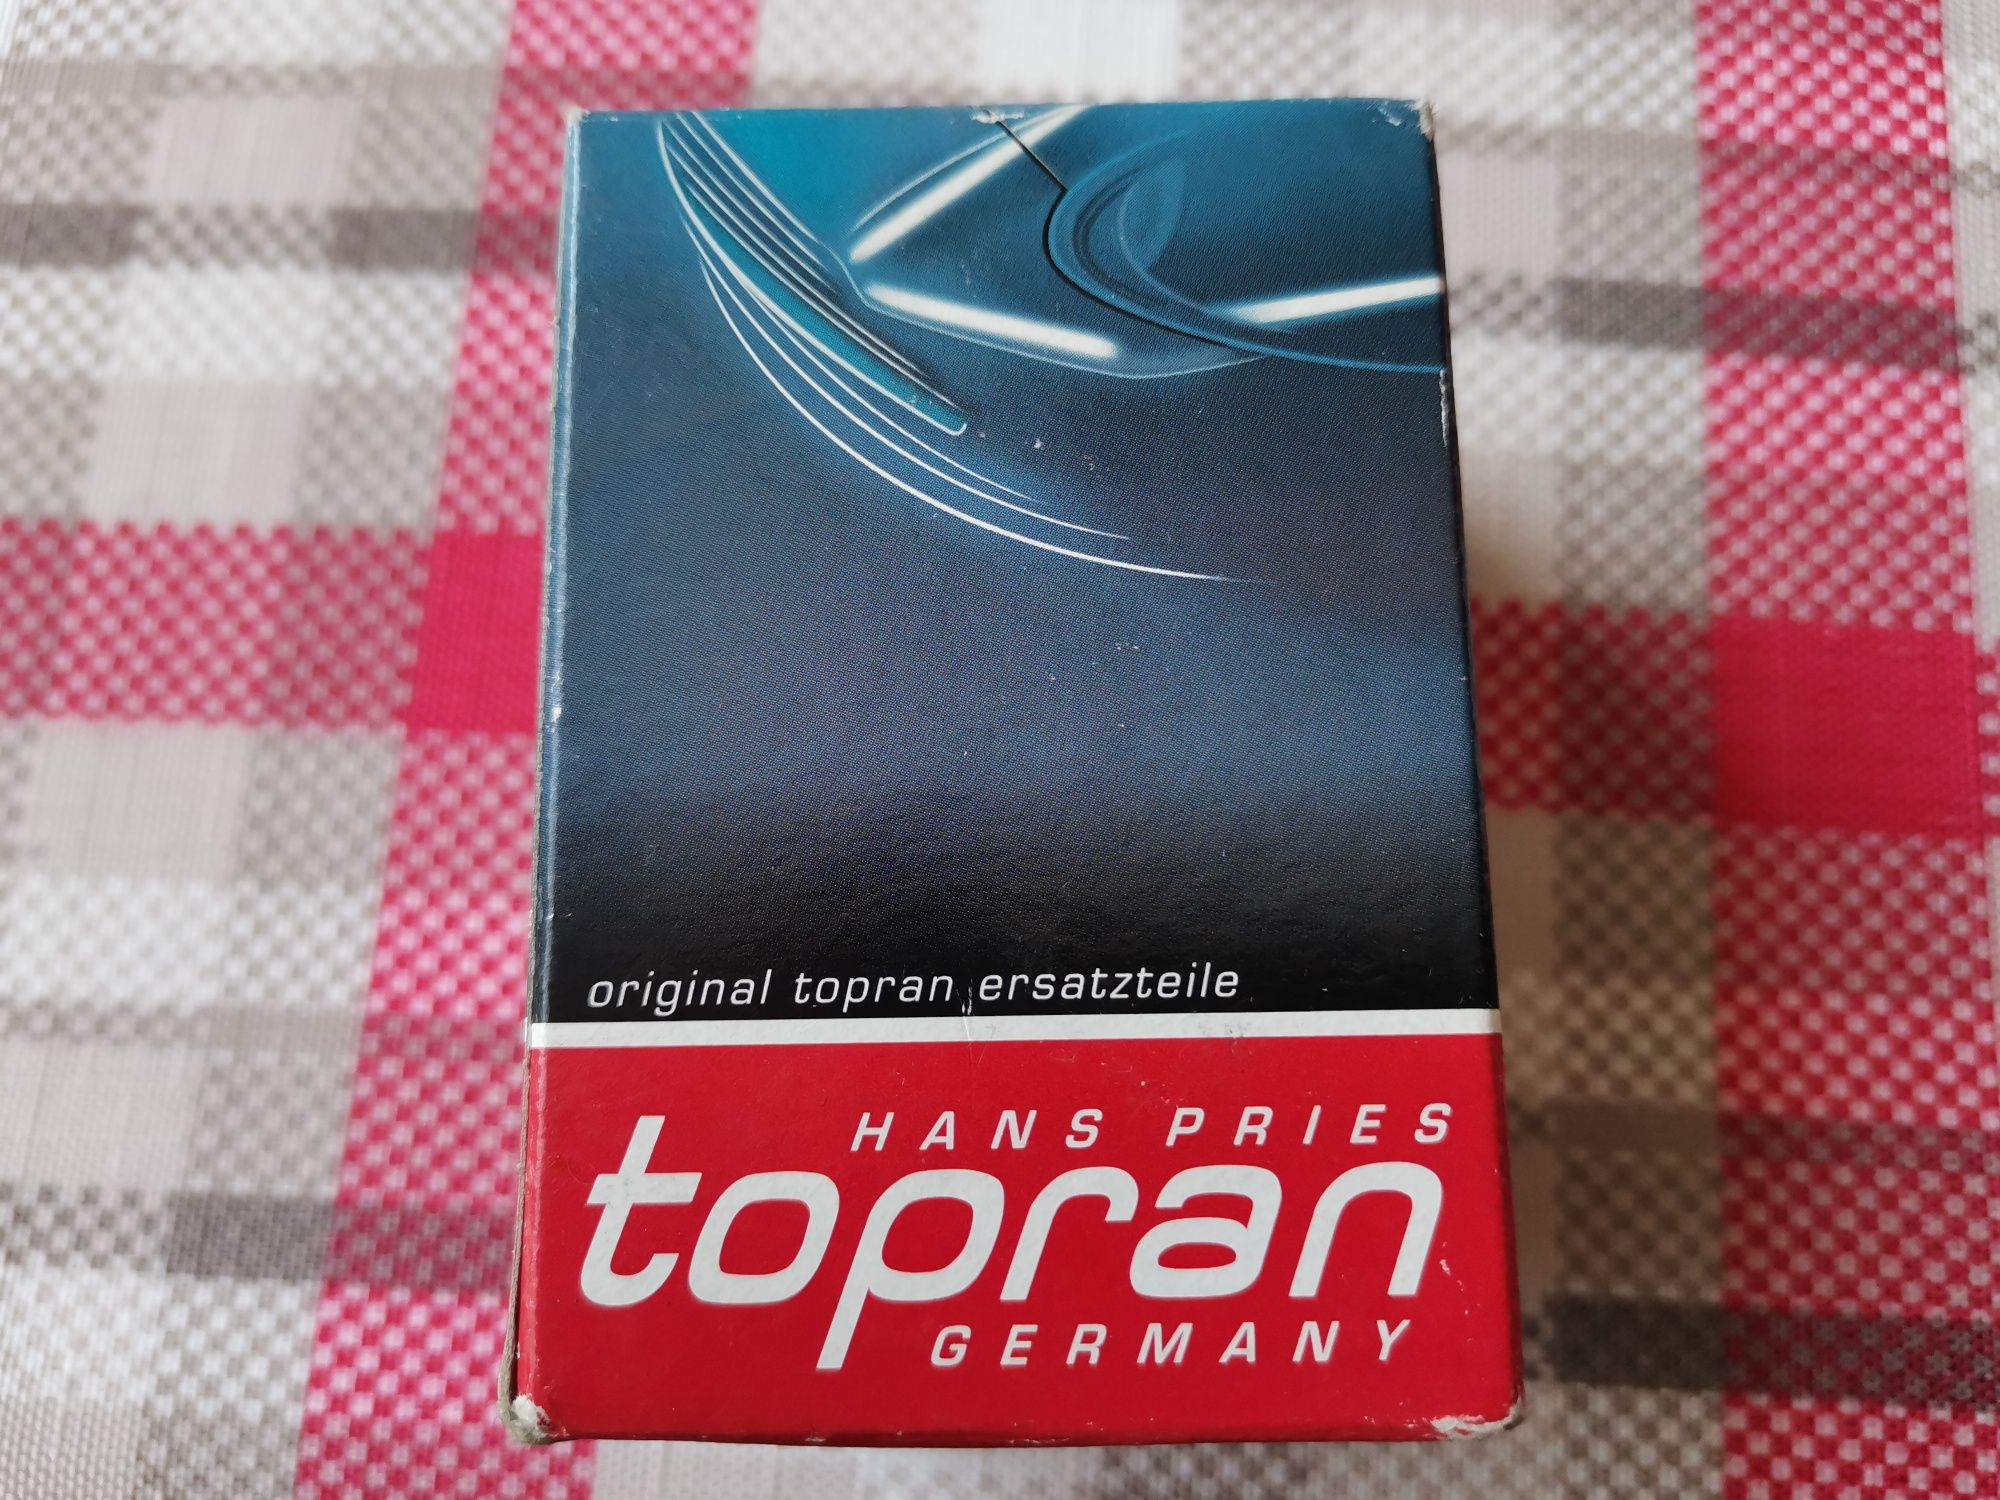 original topran ersatzteile
HANS PRIES
topran
GERMANY